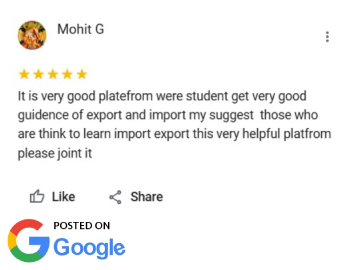 Mohit G
It is very good platefrom were student get very good
guidence of export and import my suggest those who
are think to learn import export this very helpful platfrom
please joint it
Like Share
POSTED ON
Google